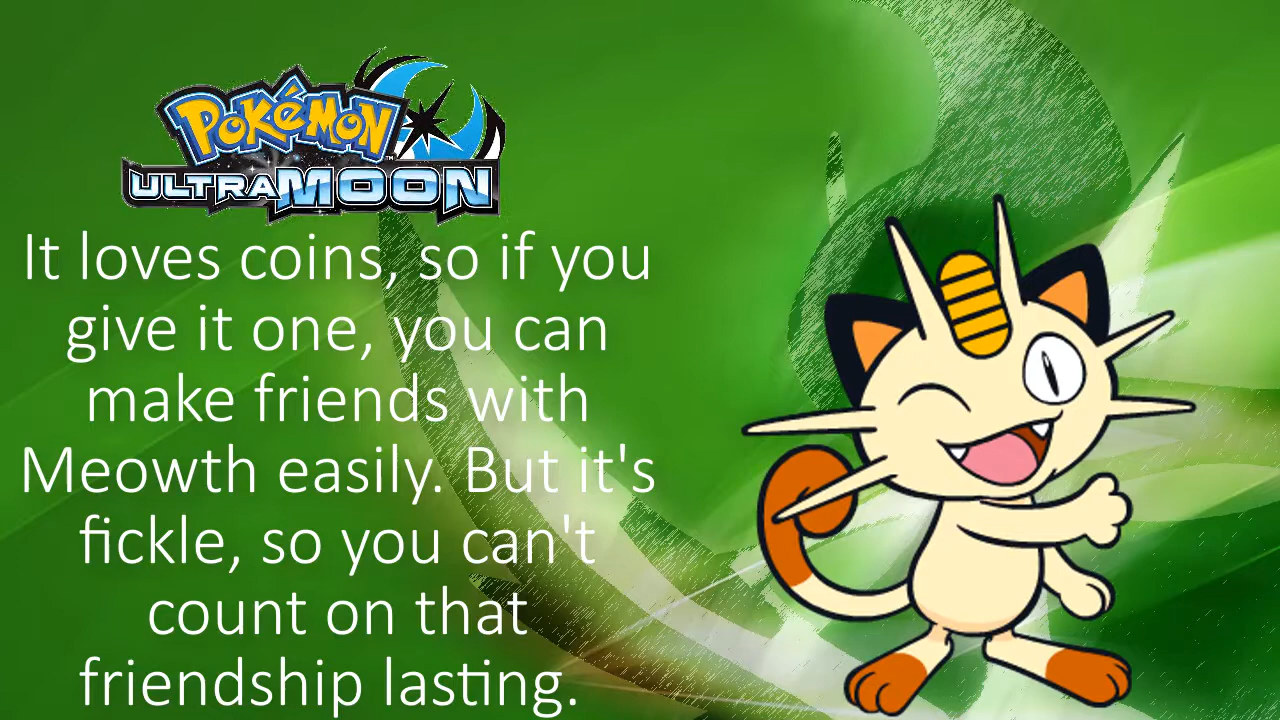 POKéMON
ULTRA MOON
It loves coins, so if you
give it one, you can
make friends with
Meowth easily. But it's
fickle, so you can't
count on that
friendship lasting.